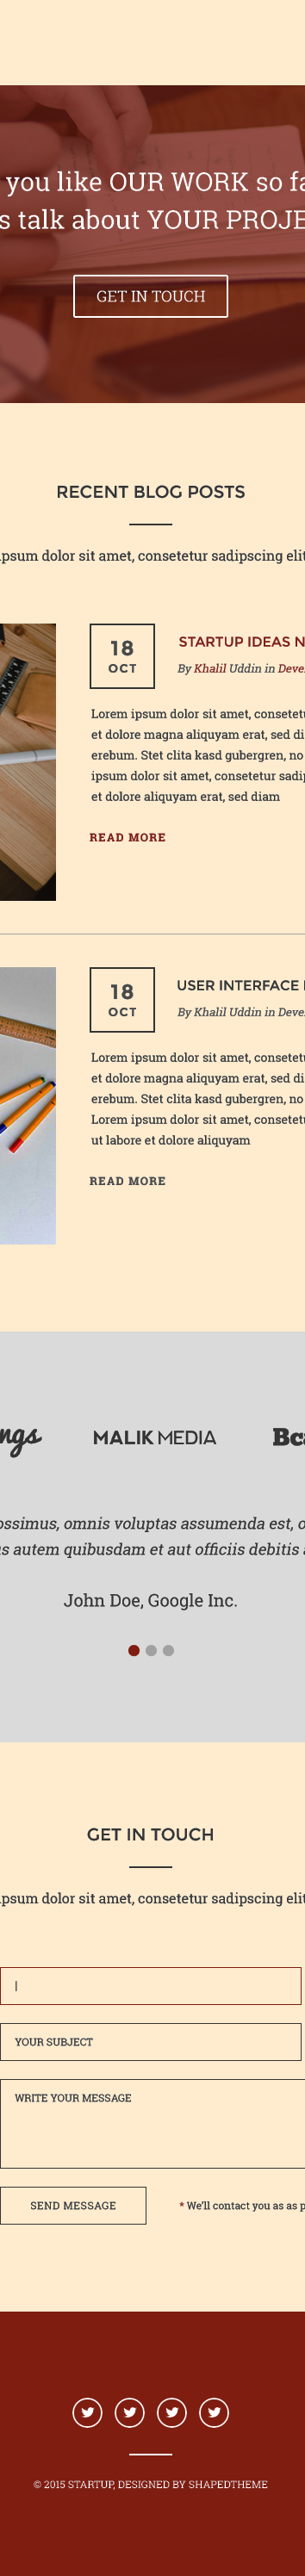 you like OUR WORK so fa
s talk about YOUR PROJE
GET IN TOUCH
RECENT BLOG POSTS
psum dolor sit amet, consetetur sadipscing elit
18
OCT
STARTUP IDEAS N
By Khalil Uddin in Deve
Lorem ipsum dolor sit amet, consetet
et dolore magna aliquyam erat, sed di
erebum. Stet clita kasd gubergren, no
ipsum dolor sit amet, consetetur sadip
et dolore aliquyam erat, sed diam
READ MORE
18
OCT
USER INTERFACE
By Khalil Uddin in Deve
Lorem ipsum dolor sit amet, consetet
et dolore magna aliquyam erat, sed di
erebum. Stet clita kasd gubergren, no
Lorem ipsum dolor sit amet, consetet
ut labore et dolore aliquyam
READ MORE
ngs MALIK MEDIA Bc
ossimus, omnis voluptas assumenda est, o
s autem quibusdam et aut officiis debitis
John Doe, Google Inc.
GET IN TOUCH
psum dolor sit amet, consetetur sadipscing elit
YOUR SUBJECT
WRITE YOUR MESSAGE
SEND MESSAGE
* We'll contact you as as p
© 2015 STARTUP, DESIGNED BY SHAPEDTHEME